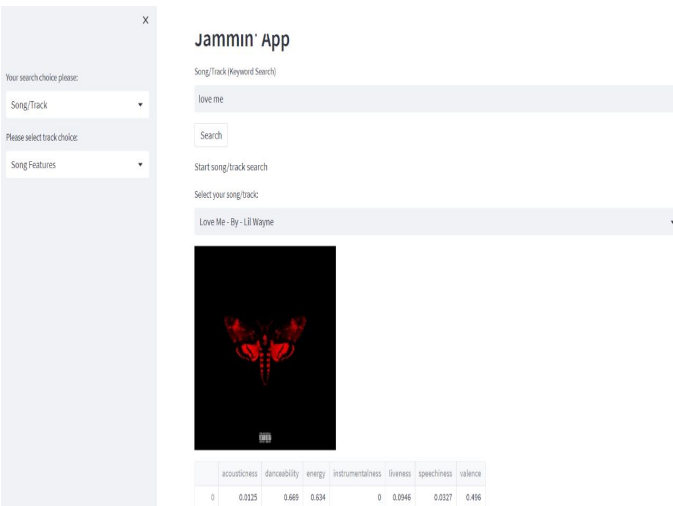 X
Your search choice please:
Song/Track
Please select track choice:
Song Features
Jammin' App
Song/Track (Keyword Search)
love me
Search
Start song/track search
Select your song/track:
Love Me - By - Lil Wayne
acousticness danceability energy instrumentalness liveness speechiness valence
0 0.0125 0.669 0.634 0 0.0946 0.0327 0.496